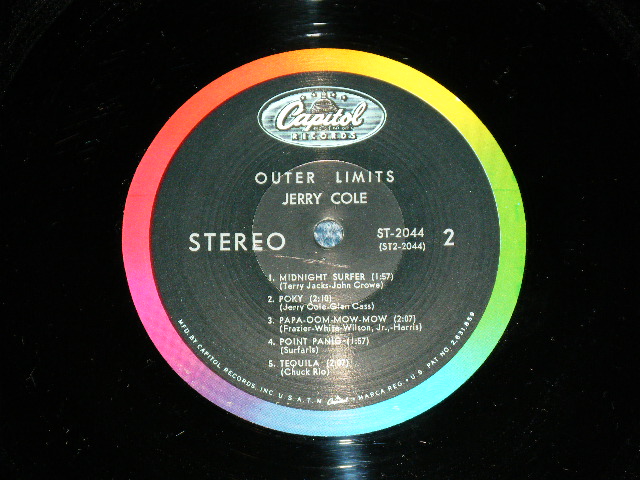 Capitol
RECORDS
OUTER LIMITS
JERRY COLE
STEREO
ST-2044
(ST2-2044)
2
1. MIDNIGHT SURFER (1:57)
(Terry Jacks-John Crowe)
2. POKY (2:10)
(Jerry Cole-Glen Cass)
3. PAPA-OOM-MOW-MOW (2:07)
(Frazier-White-Wilson, Jr.,-Harris)
4. POINT PANIC (1:57)
(Surfaris)
5. TEQUILA
(Chuck Rio)
MFD. BY CAPITOL RECORDS, INC. U.S.A. T.M. Capitol MARCA REG. • U.S. PAT. NO. 2,631,859